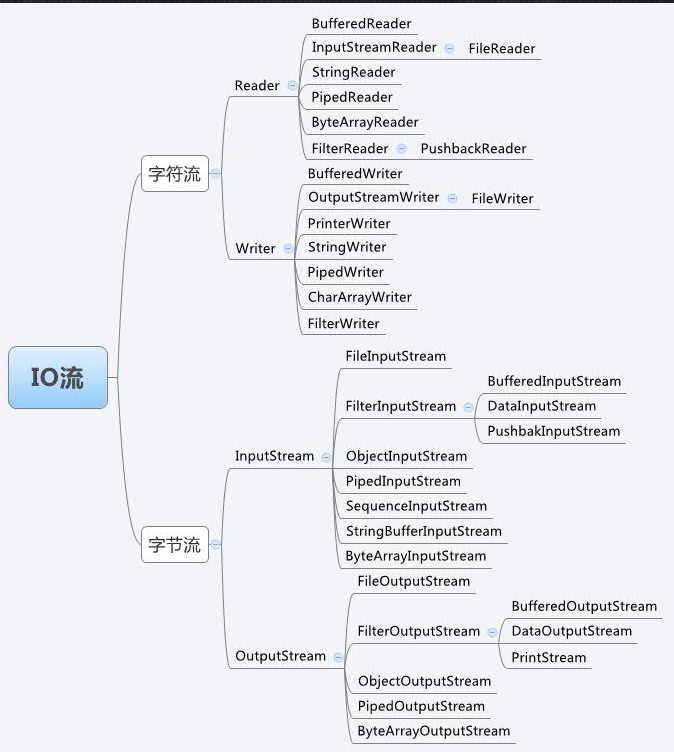 IO流
字符流
Reader
BufferedReader
InputStreamReader
FileReader
StringReader
PipedReader
ByteArrayReader
FilterReader
PushbackReader
Writer
BufferedWriter
OutputStreamWriter
FileWriter
PrinterWriter
StringWriter
PipedWriter
CharArrayWriter
FilterWriter
字节流
InputStream
FileInputStream
FilterInputStream
BufferedInputStream
DataInputStream
PushbakInputStream
ObjectInputStream
PipedInputStream
SequenceInputStream
StringBufferInputStream
ByteArrayInputStream
OutputStream
FileOutputStream
FilterOutputStream
BufferedOutputStream
DataOutputStream
PrintStream
ObjectOutputStream
PipedOutputStream
ByteArrayOutputStream